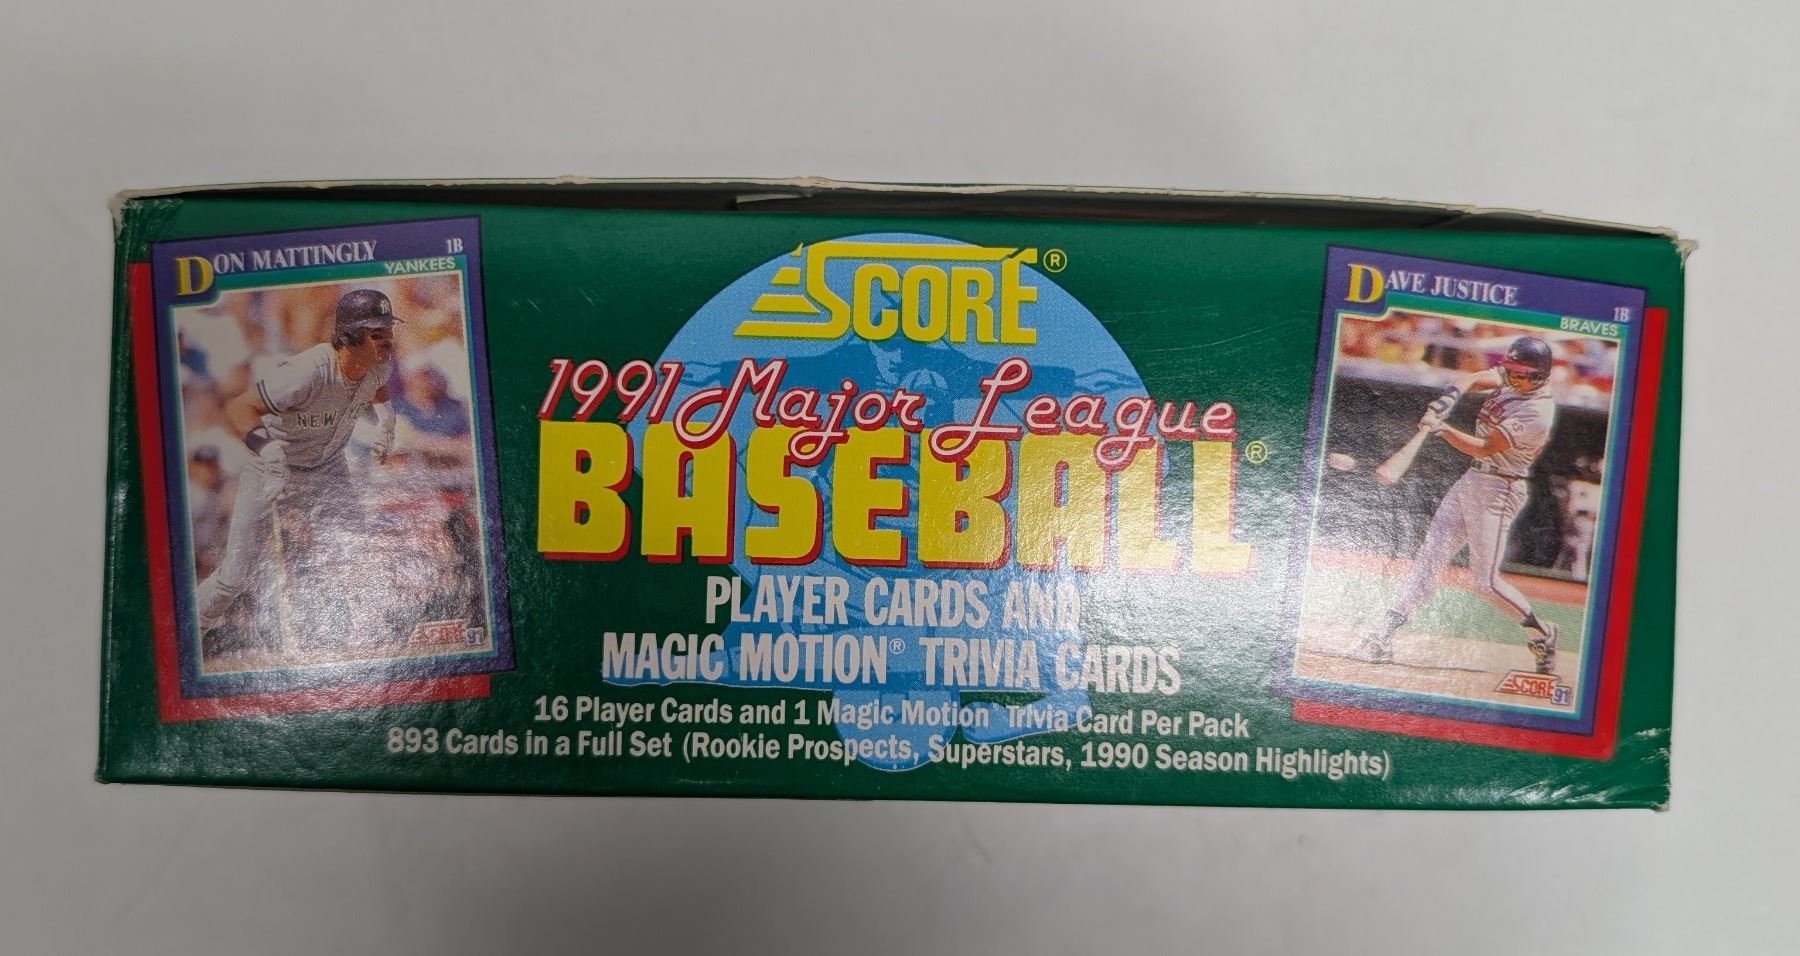 DON MATTINGLY 1B
YANKEES
NEW
SCORE 91
SCORE®
1991 Major League
BASEBALL®
PLAYER CARDS AND
MAGIC MOTION® TRIVIA CARDS
16 Player Cards and 1 Magic Motion® Trivia Card Per Pack
893 Cards in a Full Set (Rookie Prospects, Superstars, 1990 Season Highlights)
DAVE JUSTICE 1B
BRAVES
SCORE 91